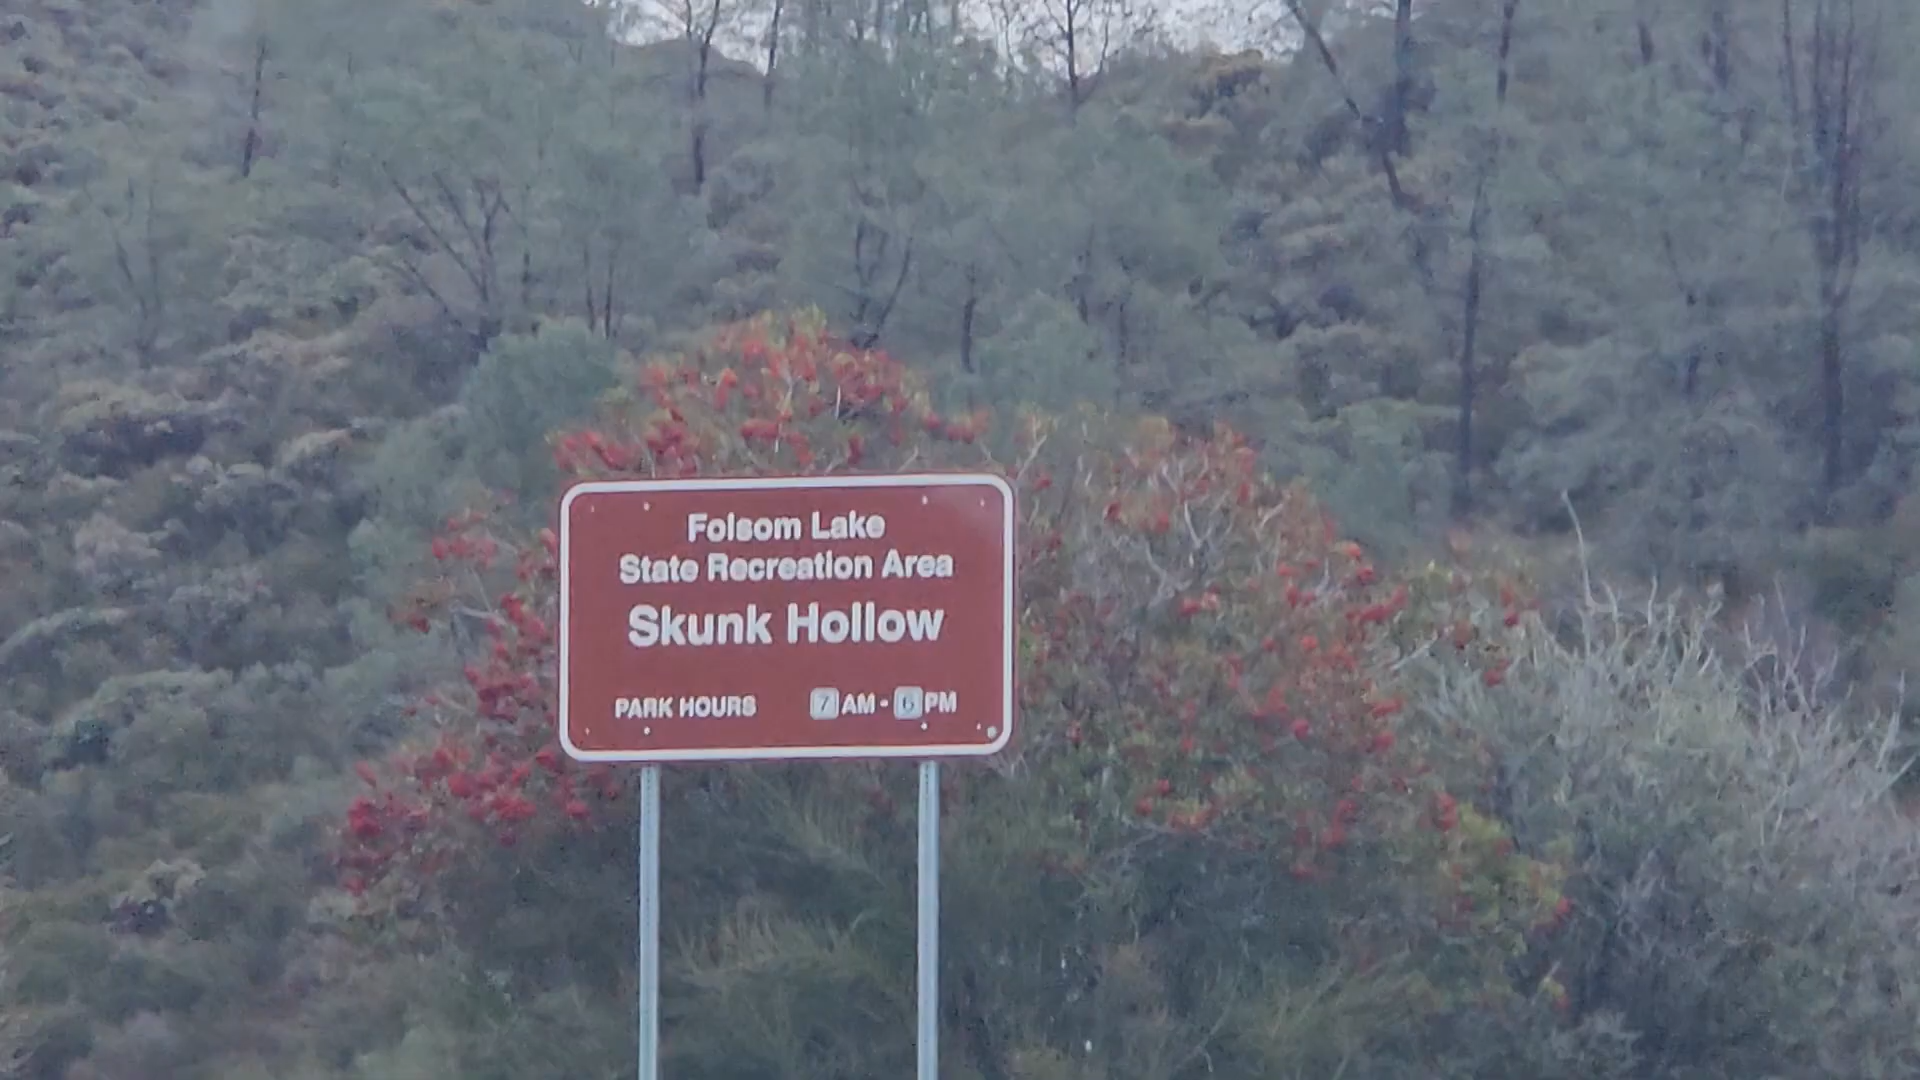 Folsom Lake
State Recreation Area
Skunk Hollow
PARK HOURS 7 AM - 6 PM